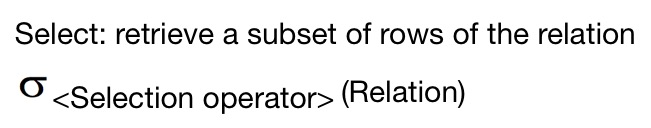 Select: retrieve a subset of rows of the relation
σ <Selection operator> (Relation)